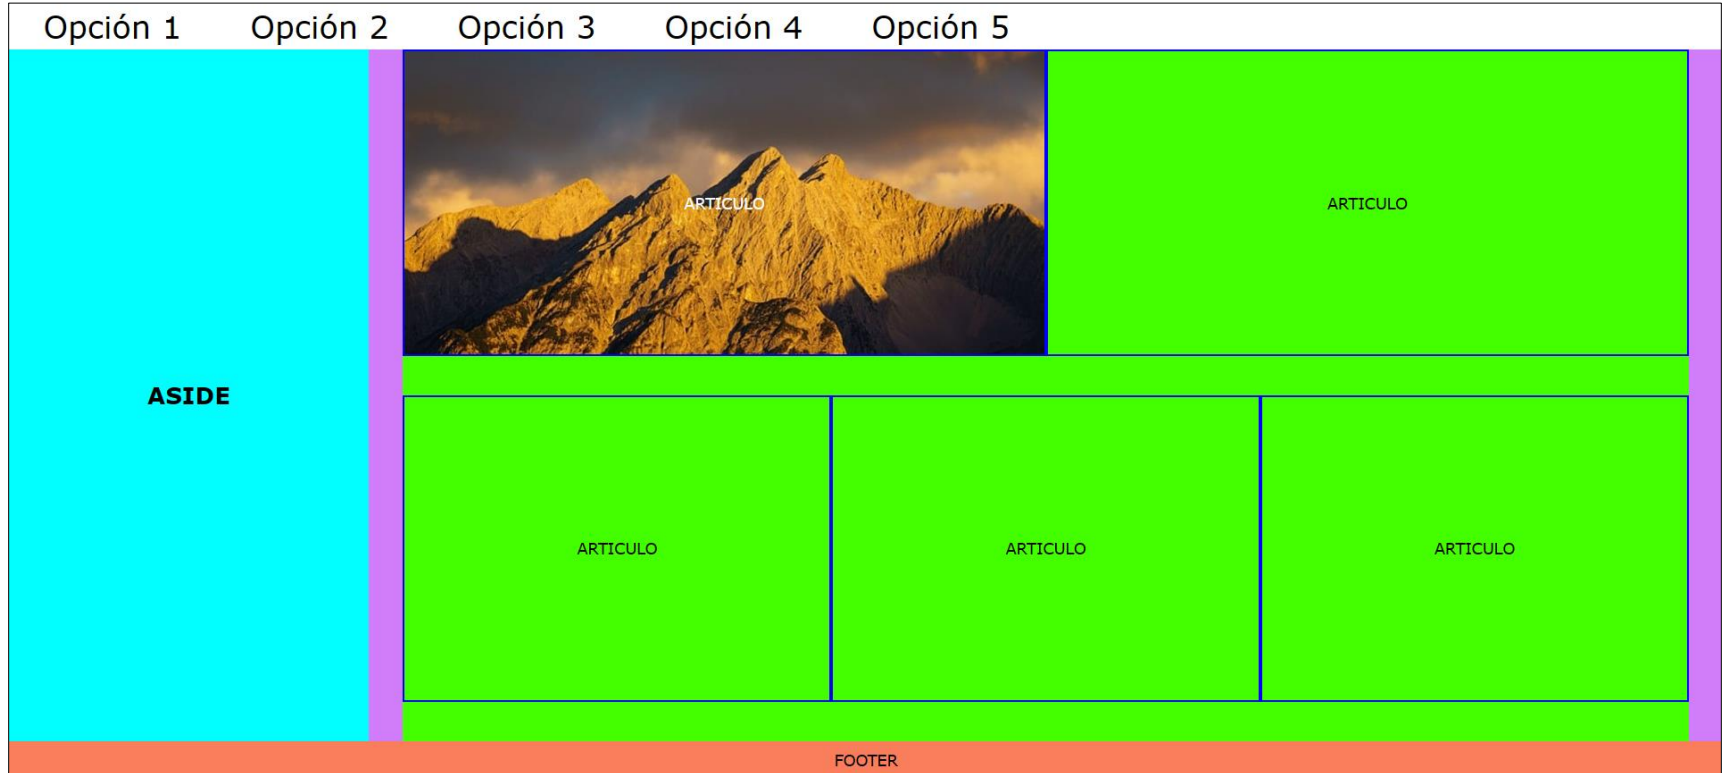 Opción 1 Opción 2 Opción 3 Opción 4 Opción 5
ARTICULO
ARTICULO
ASIDE
ARTICULO
ARTICULO
ARTICULO
FOOTER